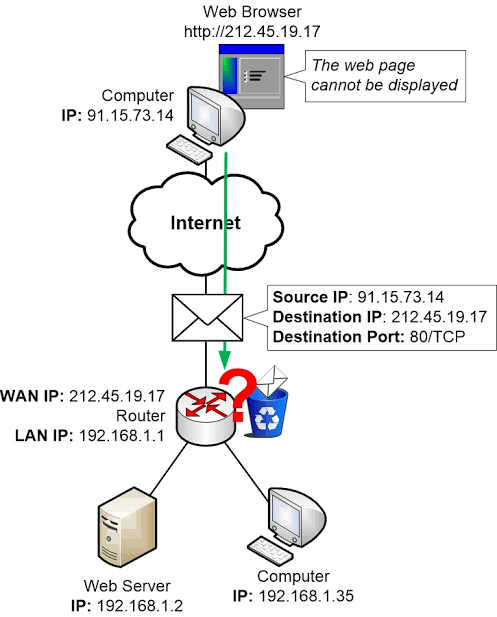 Web Browser
http://212.45.19.17
The web page
cannot be displayed
Computer
IP: 91.15.73.14
Internet
Source IP: 91.15.73.14
Destination IP: 212.45.19.17
Destination Port: 80/TCP
WAN IP: 212.45.19.17
Router
LAN IP: 192.168.1.1
?
Web Server
IP: 192.168.1.2
Computer
IP: 192.168.1.35